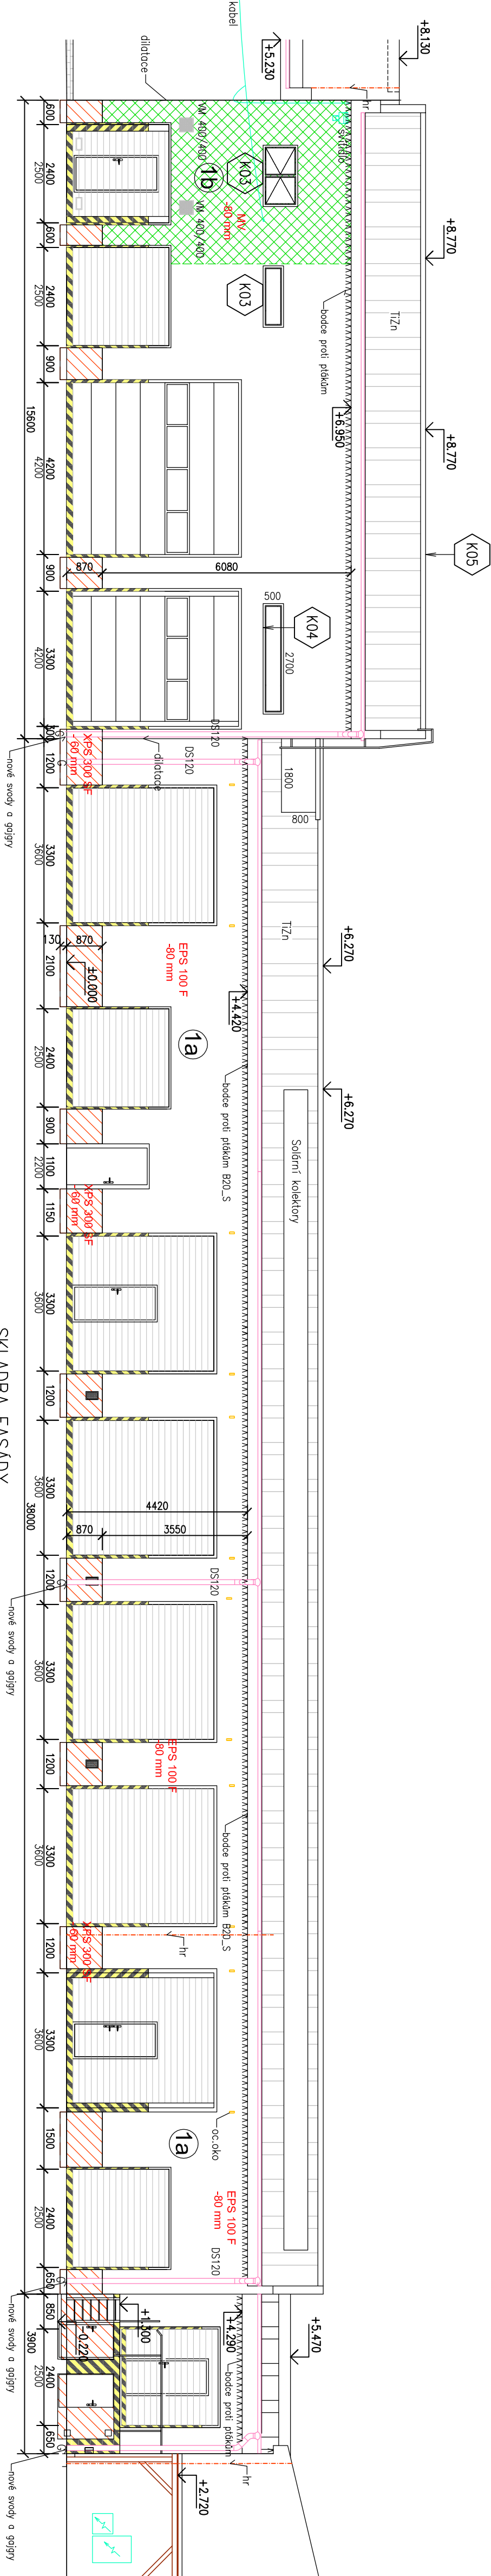 kabel
+8.130
+5.230
hr
dilatace
svítidlo
VM 400/400
VM 400/400
K03
1b
MV
-80 mm
K03
+8.770
+8.770
TiZn
bodce proti ptákům
+6.950
K05
K04
500
2700
6080
870
600
2400
2500
600
2400
2500
900
4200
4200
900
3300
4200
300
15600
DS120
DS120
dilatace
XPS 300 SF
-60 mm
G
G
nové svody a gajgry
1800
800
TiZn
+6.270
+6.270
Solární kolektory
+4.420
EPS 100 F
-80 mm
1a
bodce proti ptákům B20_S
±0.000
870
130
1200
3300
3600
2100
2400
2500
900
1100
2200
1150
XPS 300 SF
-60 mm
3300
3600
1200
3300
3600
4420
870
3550
1200
DS120
G
nové svody a gajgry
38000
3300
3600
1200
EPS 100 F
-80 mm
3300
3600
bodce proti ptákům B20_S
hr
1200
XPS 300 SF
-60 mm
3300
3600
oc.oko
1a
1500
EPS 100 F
-80 mm
2400
2500
DS120
650
G
nové svody a gajgry
850
+1.300
-0.220
+4.290
+5.470
bodce proti ptákům
3900
2400
2500
650
G
nové svody a gajgry
hr
+2.720